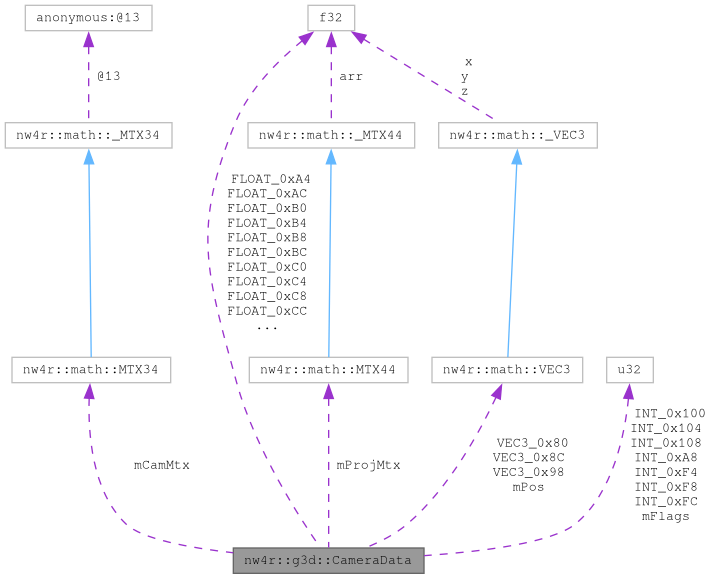 anonymous:@13
f32
@13
arr
x
y
z
nw4r::math::_MTX34
nw4r::math::_MTX44
nw4r::math::_VEC3
FLOAT_0xA4
FLOAT_0xAC
FLOAT_0xB0
FLOAT_0xB4
FLOAT_0xB8
FLOAT_0xBC
FLOAT_0xC0
FLOAT_0xC4
FLOAT_0xC8
FLOAT_0xCC
...
nw4r::math::MTX34
nw4r::math::MTX44
nw4r::math::VEC3
u32
mCamMtx
mProjMtx
VEC3_0x80
VEC3_0x8C
VEC3_0x98
mPos
INT_0x100
INT_0x104
INT_0x108
INT_0xA8
INT_0xF4
INT_0xF8
INT_0xFC
mFlags
nw4r::g3d::CameraData